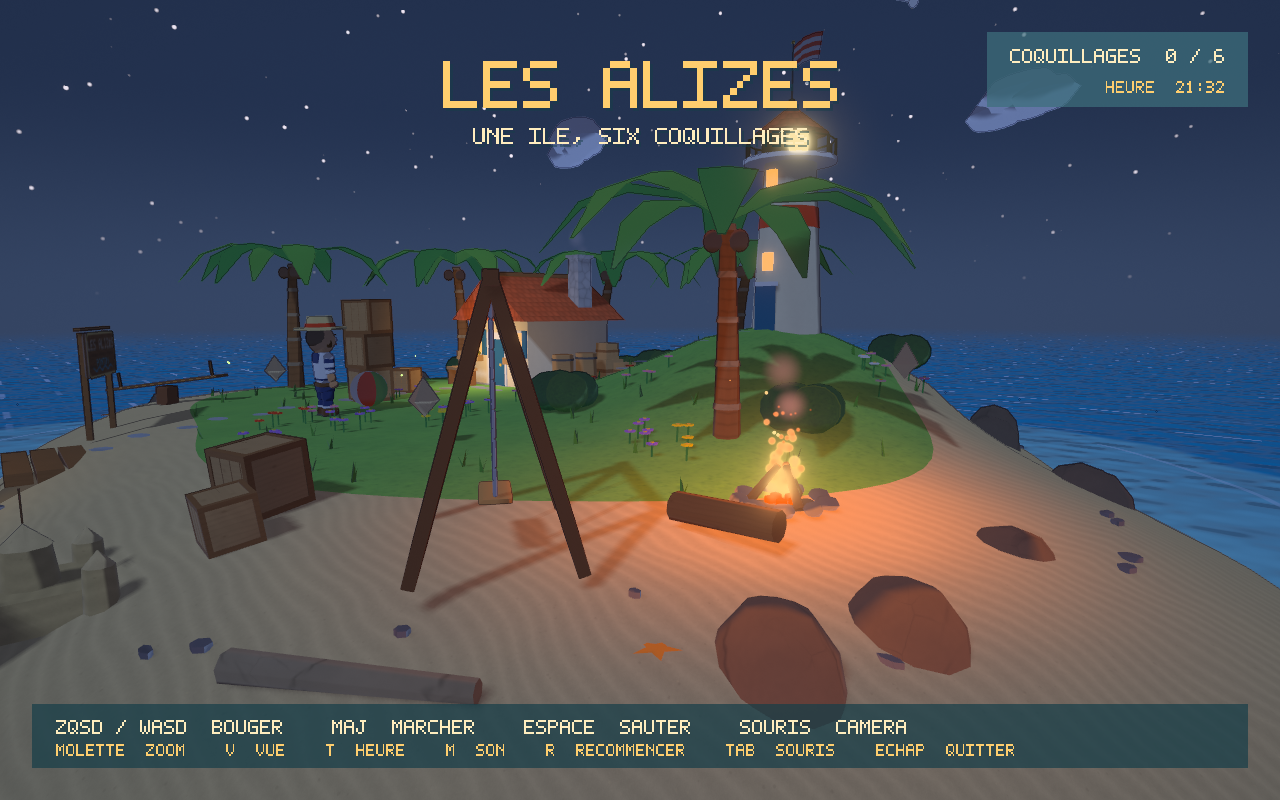 LES ALIZES
UNE ILE, SIX COQUILLAGES
COQUILLAGES 0 / 6
HEURE 21:32
ZQSD / WASD BOUGER MAJ MARCHER ESPACE SAUTER SOURIS CAMERA
MOLETTE ZOOM V VUE T HEURE M SON R RECOMMENCER TAB SOURIS ECHAP QUITTER